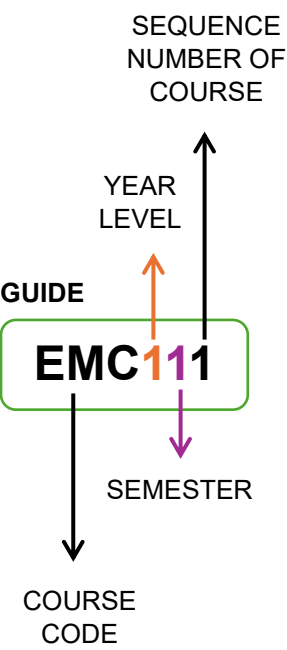 SEQUENCE
NUMBER OF
COURSE
YEAR
LEVEL
GUIDE
EMC111
SEMESTER
COURSE
CODE